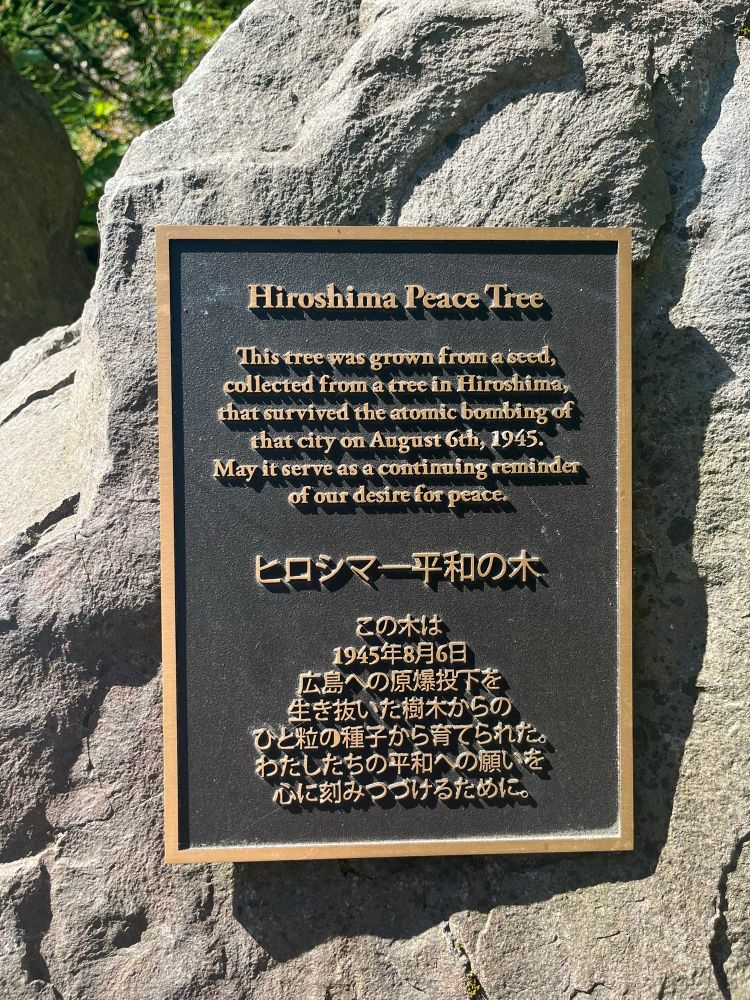 Hiroshima Peace Tree
This tree was grown from a seed,
collected from a tree in Hiroshima,
that survived the atomic bombing of
that city on August 6th, 1945.
May it serve as a continuing reminder
of our desire for peace.
ヒロシマ―平和の木
この木は
1945年8月6日
広島への原爆投下を
生き抜いた樹木からの
ひと粒の種子から育てられた。
わたしたちの平和への願いを
心に刻みつづけるために。